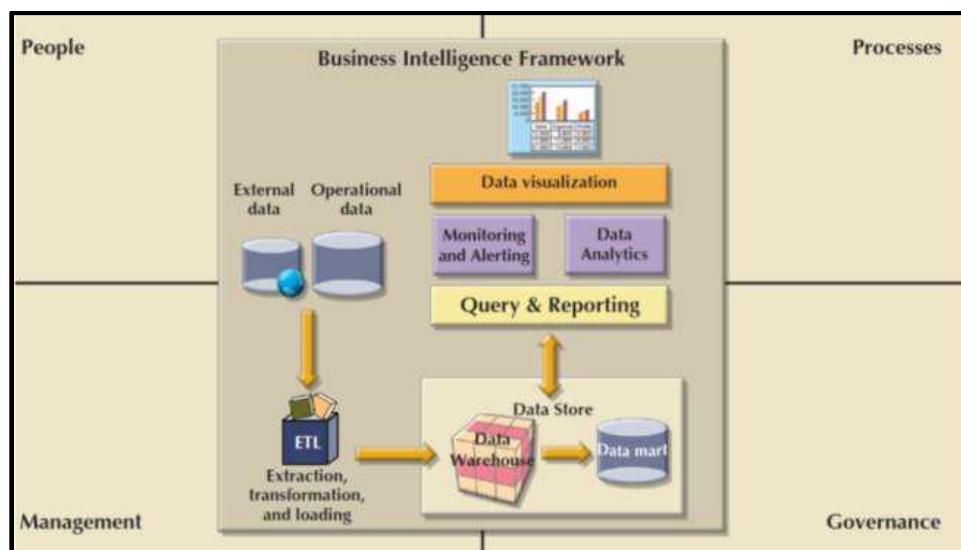 People
Processes
Business Intelligence Framework
Data visualization
External
data
Operational
data
Monitoring
and Alerting
Data
Analytics
Query & Reporting
Data Store
Data
Warehouse
Data mart
ETL
Extraction,
transformation,
and loading
Management
Governance